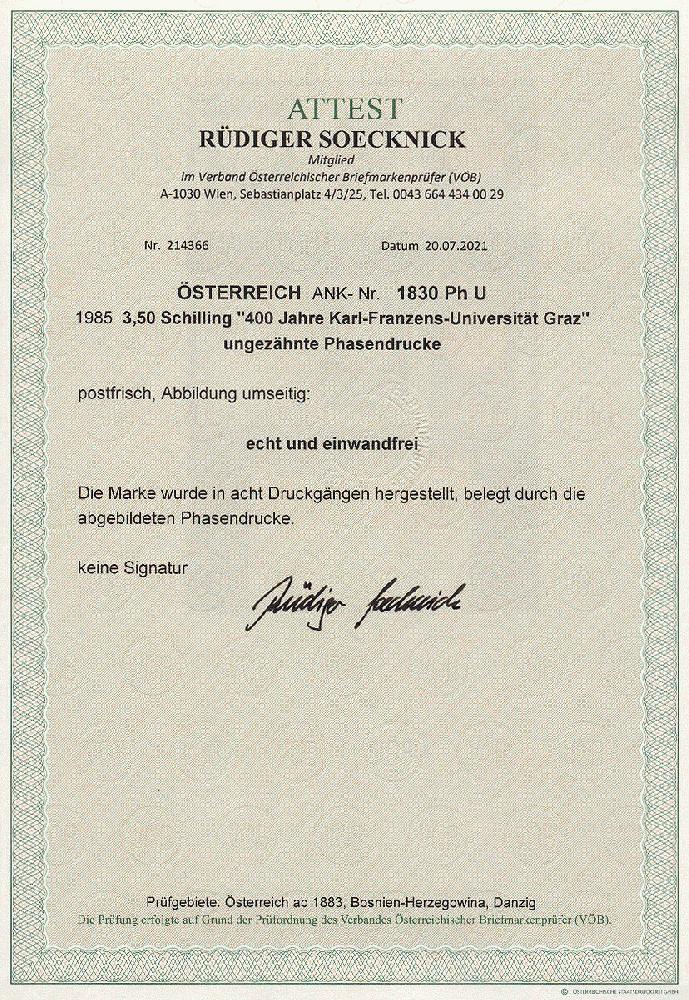 ATTEST
RÜDIGER SOECKNICK
Mitglied
im Verband Österreichischer Briefmarkenprüfer (VÖB)
A-1030 Wien, Sebastianplatz 4/3/25, Tel. 0043 664 434 00 29
Nr. 214366 Datum 20.07.2021
ÖSTERREICH ANK- Nr. 1830 Ph U
1985 3,50 Schilling "400 Jahre Karl-Franzens-Universität Graz"
ungezähnte Phasendrucke
postfrisch, Abbildung umseitig:
echt und einwandfrei
Die Marke wurde in acht Druckgängen hergestellt, belegt durch die
abgebildeten Phasendrucke.
keine Signatur
Rüdiger Soecknick
Prüfgebiete: Österreich ab 1883, Bosnien-Herzegowina, Danzig
Die Prüfung erfolgte auf Grund der Prüfordnung des Verbandes Österreichischer Briefmarkenprüfer (VÖB).
© ÖSTERREICHISCHE STAATSDRUCKEREI GMBH